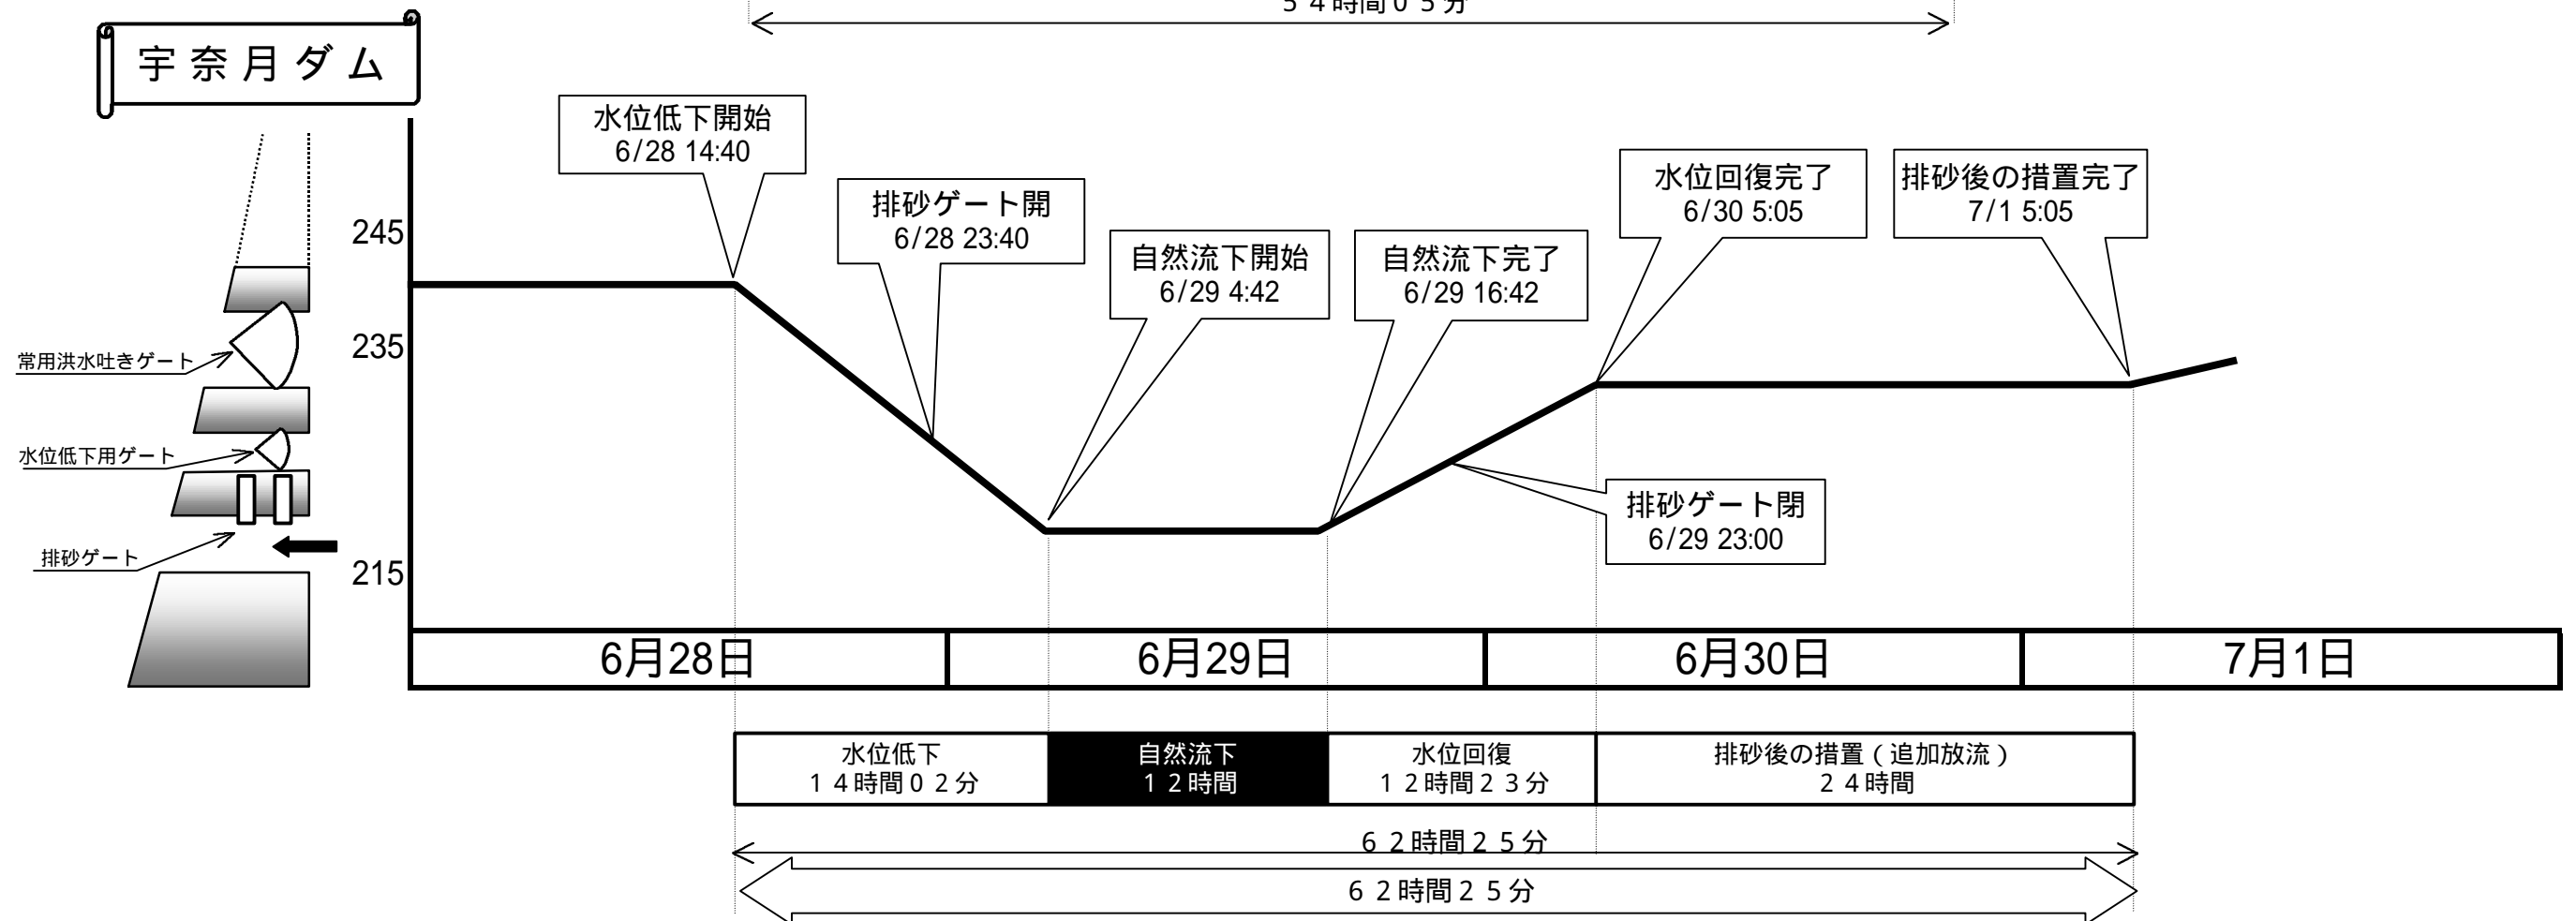 ５４時間０５分
宇奈月ダム
水位低下開始
6/28 14:40
排砂ゲート開
6/28 23:40
自然流下開始
6/29 4:42
自然流下完了
6/29 16:42
水位回復完了
6/30 5:05
排砂後の措置完了
7/1 5:05
排砂ゲート閉
6/29 23:00
245
235
215
常用洪水吐きゲート
水位低下用ゲート
排砂ゲート
6月28日
6月29日
6月30日
7月1日
水位低下
１４時間０２分
自然流下
１２時間
水位回復
１２時間２３分
排砂後の措置（追加放流）
２４時間
６２時間２５分
６２時間２５分